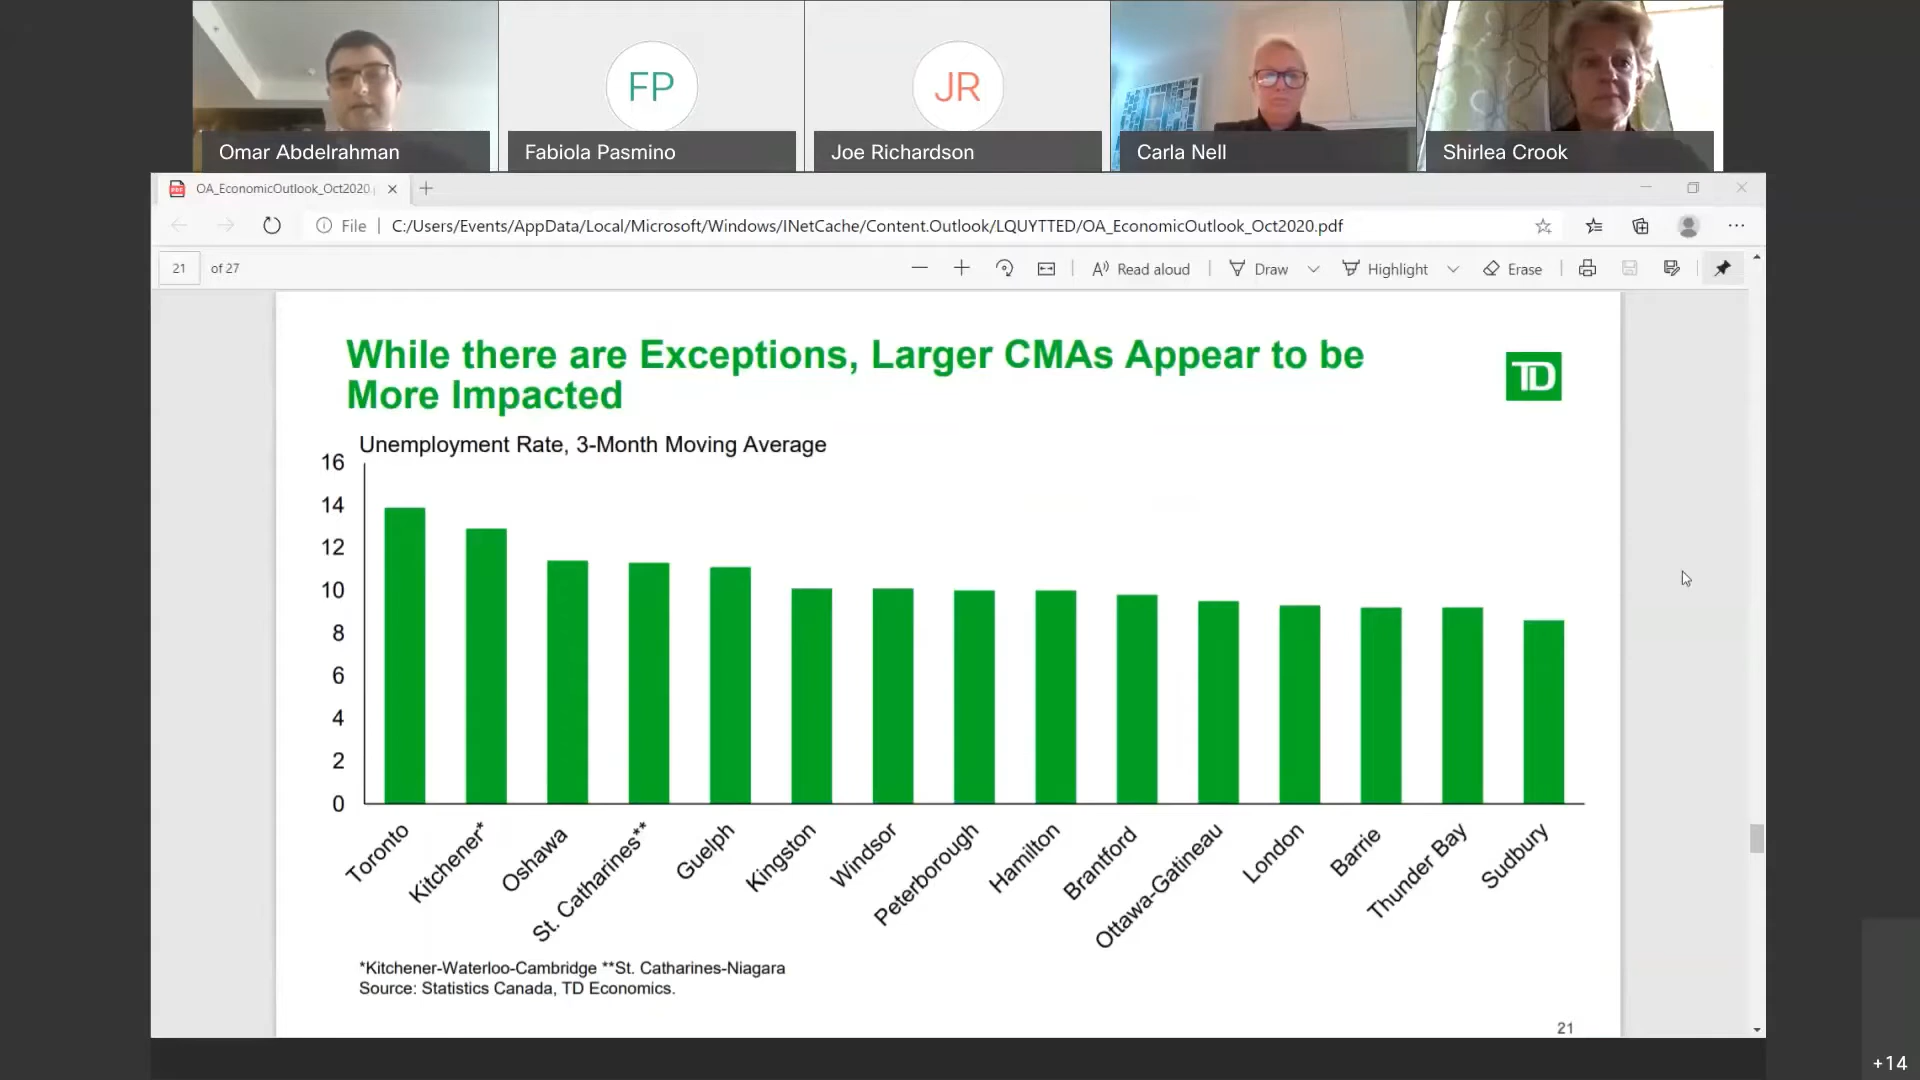 FP
JR
Omar Abdelrahman
Fabiola Pasmino
Joe Richardson
Carla Nell
Shirlea Crook
OA_EconomicOutlook_Oct2020
File | C:/Users/Events/AppData/Local/Microsoft/Windows/INetCache/Content.Outlook/LQUYTTED/OA_EconomicOutlook_Oct2020.pdf
21 of 27
Read aloud
Draw
Highlight
Erase
While there are Exceptions, Larger CMAs Appear to be
More Impacted
TD
Unemployment Rate, 3-Month Moving Average
16
14
12
10
8
6
4
2
0
Toronto
Kitchener*
Oshawa
St. Catharines**
Guelph
Kingston
Windsor
Peterborough
Hamilton
Brantford
Ottawa-Gatineau
London
Barrie
Thunder Bay
Sudbury
*Kitchener-Waterloo-Cambridge **St. Catharines-Niagara
Source: Statistics Canada, TD Economics.
21
+14